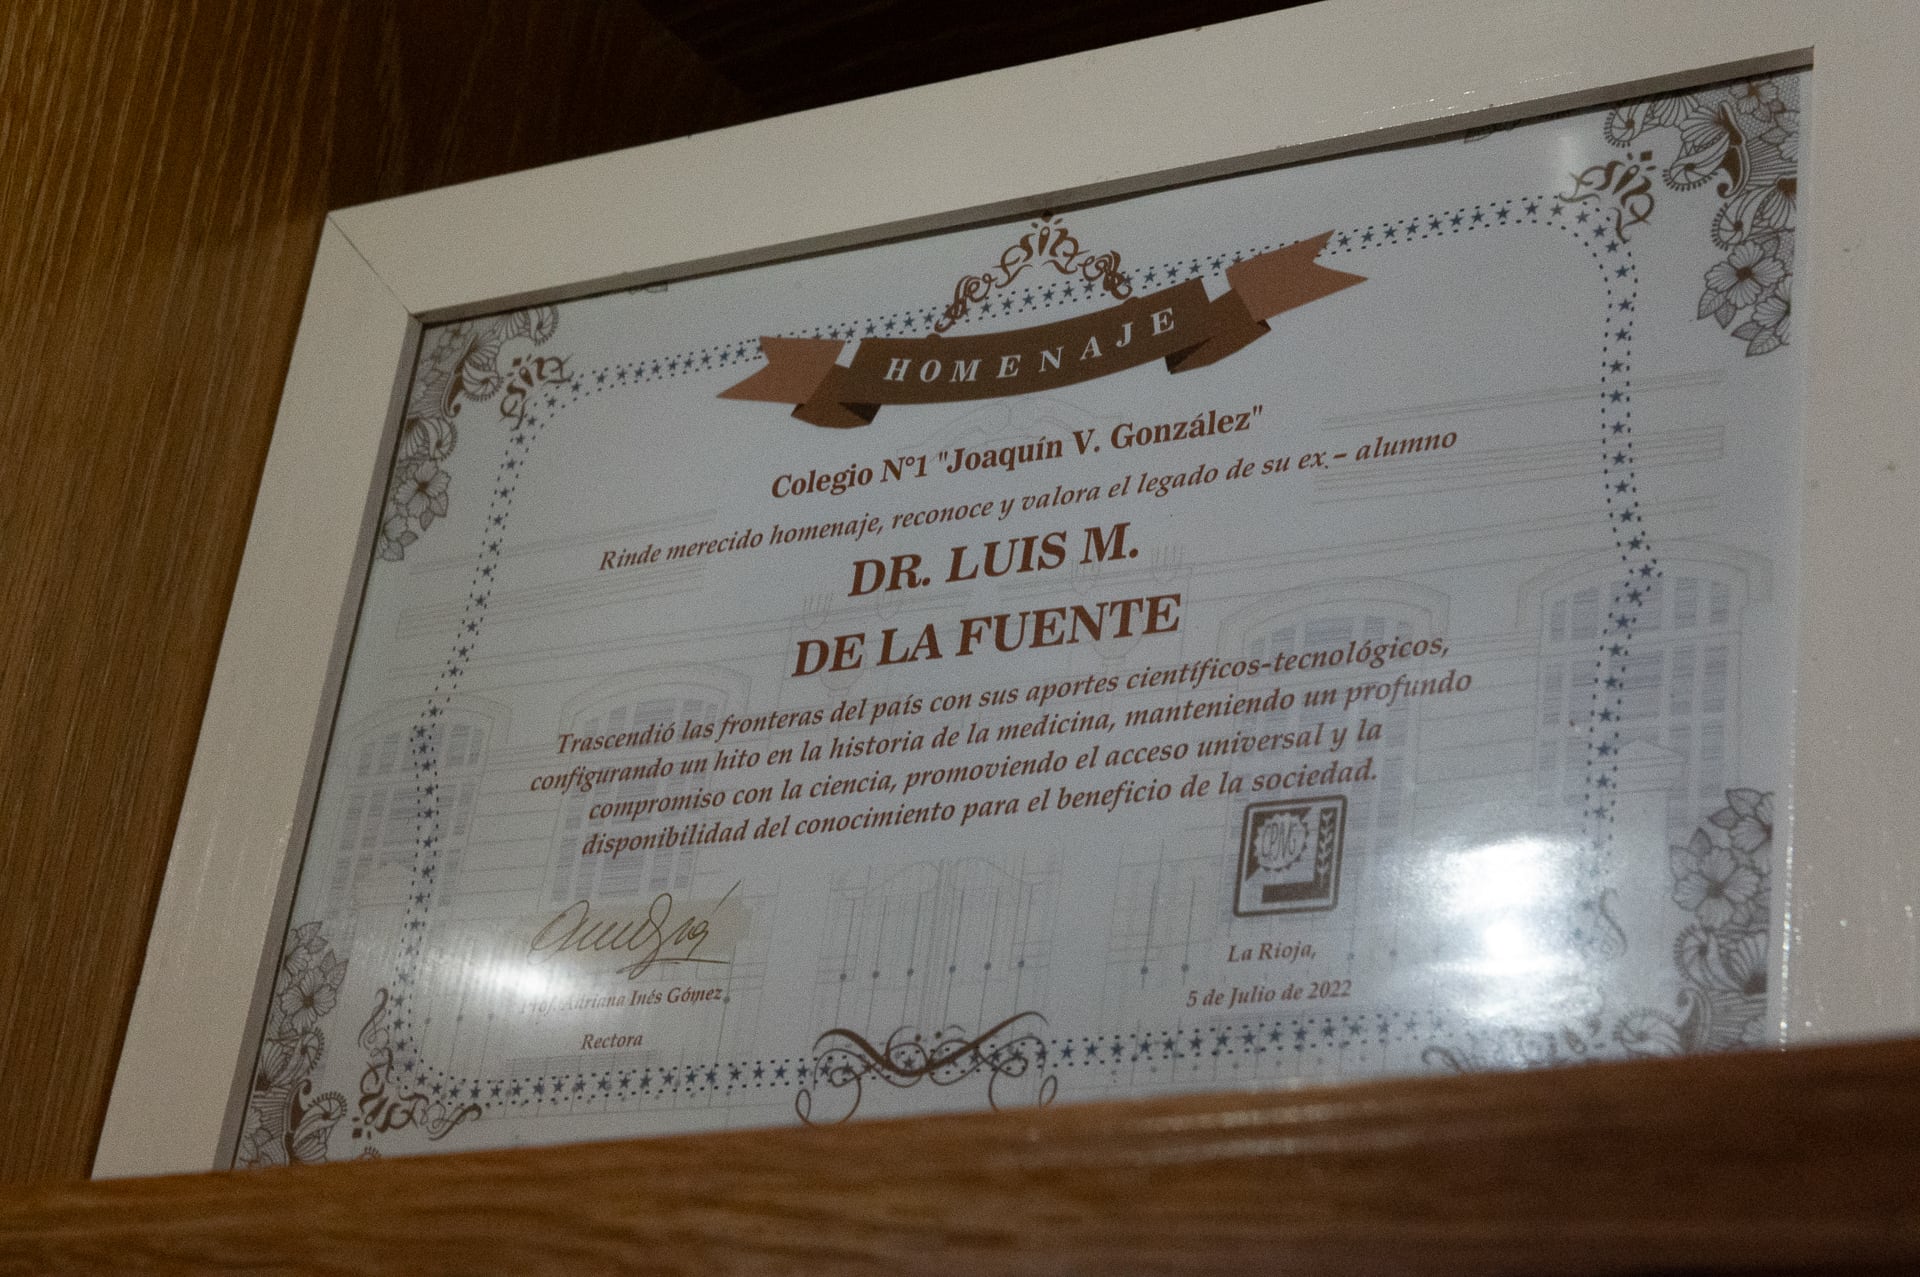 HOMENAJE
Colegio N°1 "Joaquín V. González"
Rinde merecido homenaje, reconoce y valora el legado de su ex – alumno
DR. LUIS M.
DE LA FUENTE
Trascendió las fronteras del país con sus aportes científicos-tecnológicos,
configurando un hito en la historia de la medicina, manteniendo un profundo
compromiso con la ciencia, promoviendo el acceso universal y la
disponibilidad del conocimiento para el beneficio de la sociedad.
Prof. Adriana Inés Gómez
Rectora
La Rioja,
5 de Julio de 2022